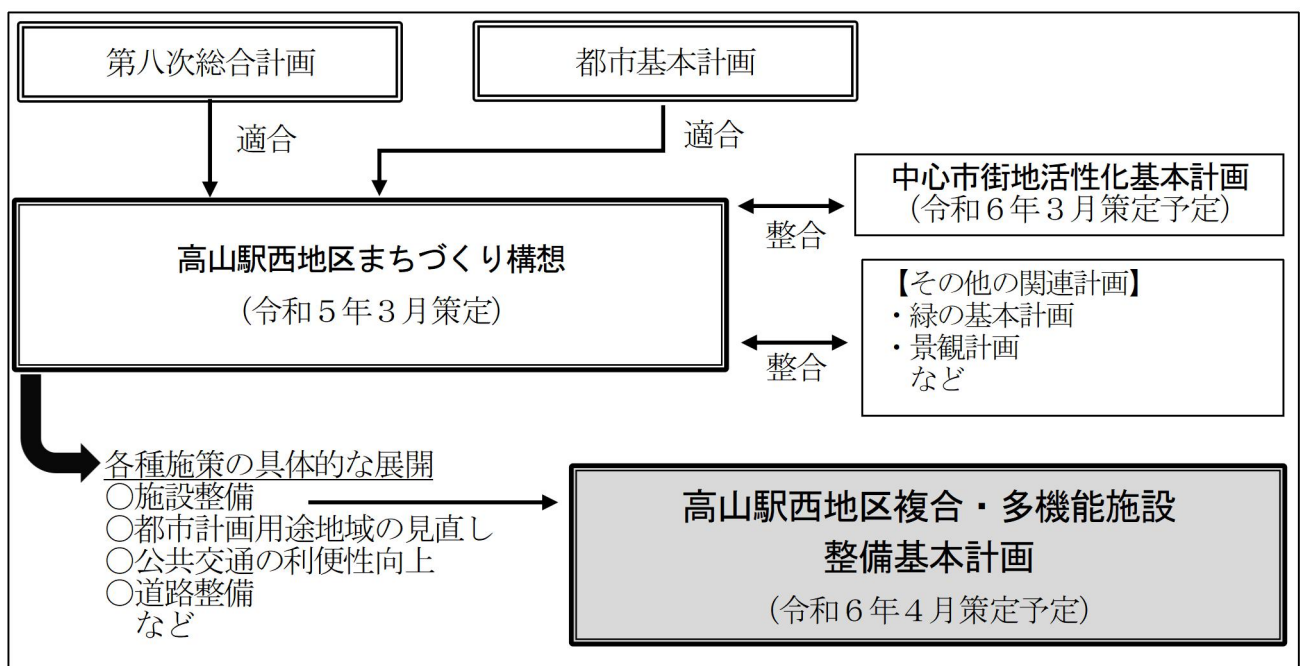 第八次総合計画
都市基本計画
適合
適合
中心市街地活性化基本計画
（令和６年３月策定予定）
整合
高山駅西地区まちづくり構想
（令和５年３月策定）
【その他の関連計画】
・緑の基本計画
・景観計画
など
整合
各種施策の具体的な展開
○施設整備
○都市計画用途地域の見直し
○公共交通の利便性向上
○道路整備
など
高山駅西地区複合・多機能施設
整備基本計画
（令和６年４月策定予定）